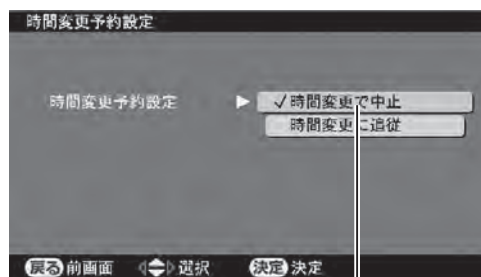 時間変更予約設定
時間変更予約設定 ▶ ✓時間変更で中止
時間変更に追従
戻る 前画面 選択 決定 決定